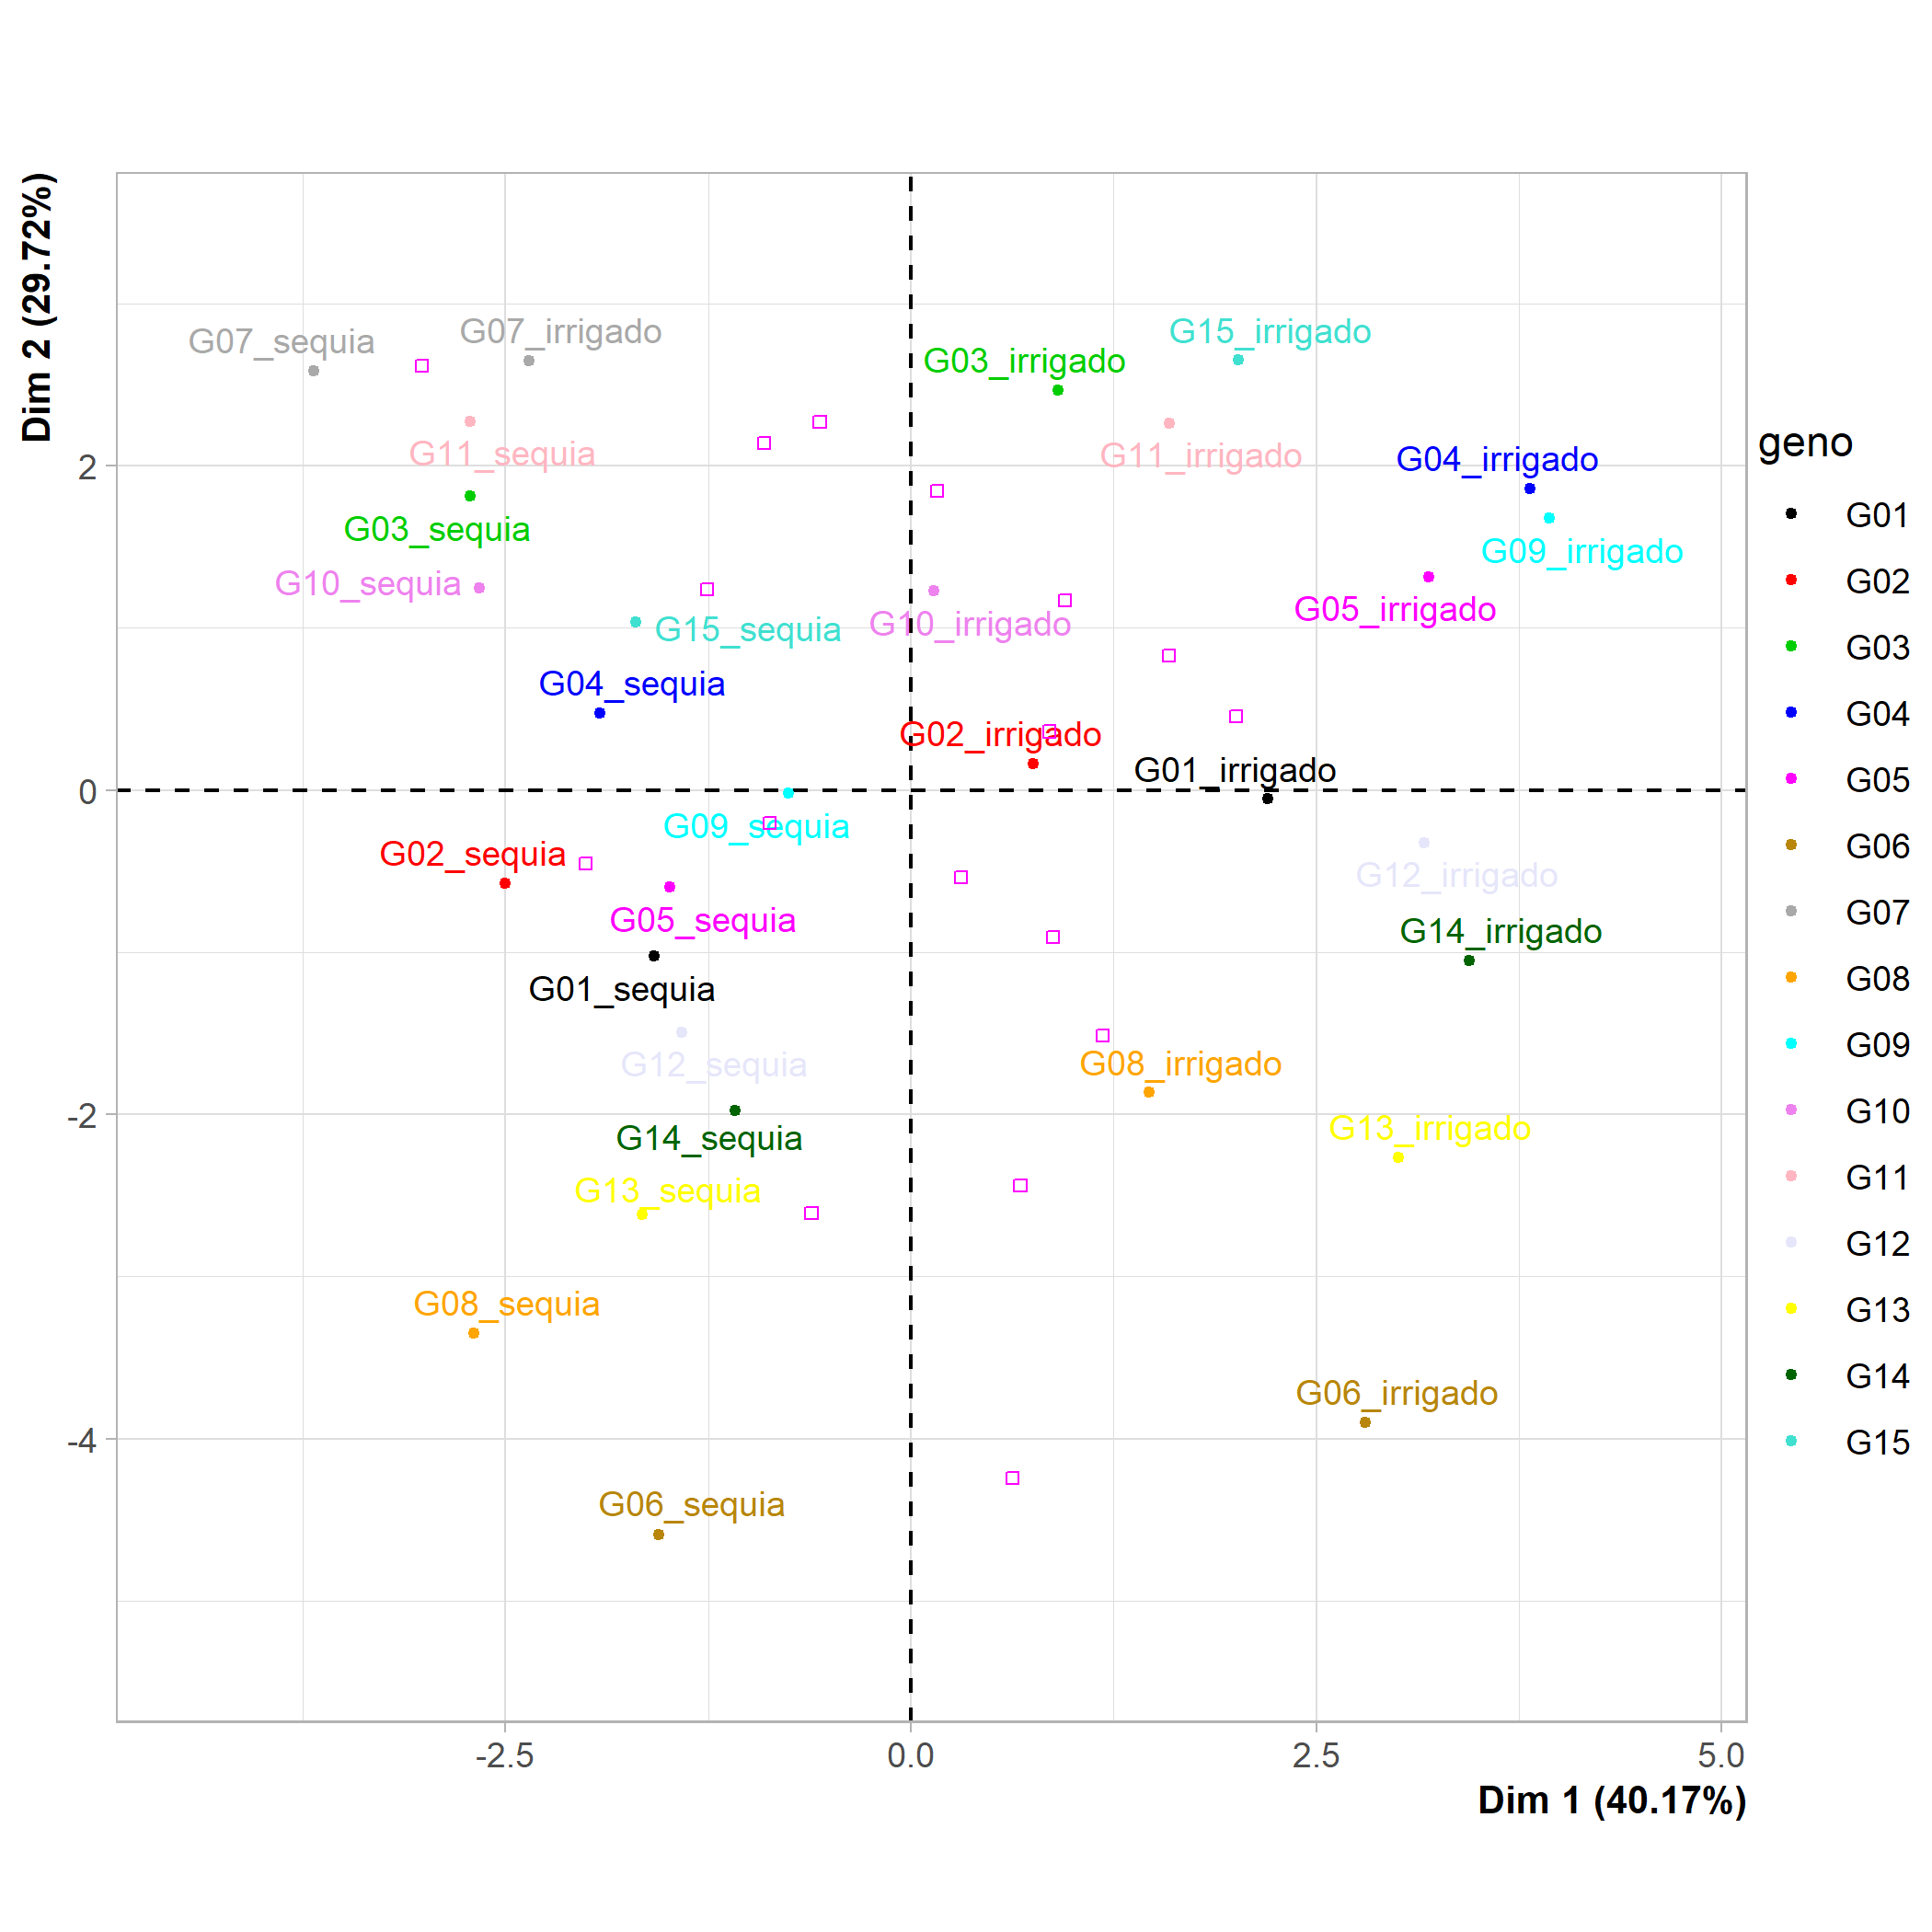 Dim 2 (29.72%)
G07_sequia
G07_irrigado
G15_irrigado
G03_irrigado
G11_sequia
G11_irrigado
G04_irrigado
G03_sequia
G09_irrigado
G10_sequia
G05_irrigado
G10_irrigado
G15_sequia
G04_sequia
G02_irrigado
G01_irrigado
G09_sequia
G02_sequia
G12_irrigado
G05_sequia
G14_irrigado
G01_sequia
G12_sequia
G08_irrigado
G14_sequia
G13_irrigado
G13_sequia
G08_sequia
G06_irrigado
G06_sequia
2
0
-2
-4
-2.5
0.0
2.5
5.0
Dim 1 (40.17%)
geno
G01
G02
G03
G04
G05
G06
G07
G08
G09
G10
G11
G12
G13
G14
G15